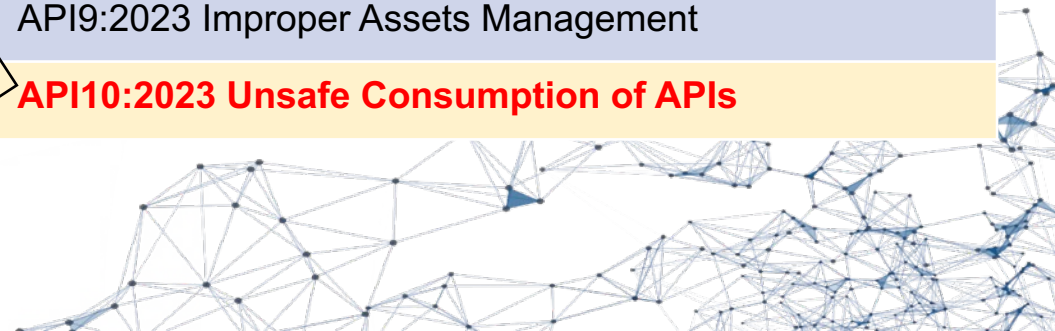 API9:2023 Improper Assets Management
API10:2023 Unsafe Consumption of APIs